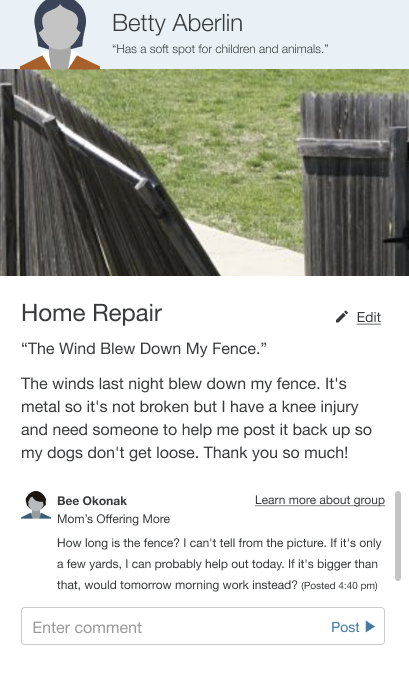 Betty Aberlin
“Has a soft spot for children and animals.”
Home Repair
Edit
“The Wind Blew Down My Fence.”
The winds last night blew down my fence. It's
metal so it's not broken but I have a knee injury
and need someone to help me post it back up so
my dogs don't get loose. Thank you so much!
Bee Okonak
Learn more about group
Mom’s Offering More
How long is the fence? I can't tell from the picture. If it's only
a few yards, I can probably help out today. If it's bigger than
that, would tomorrow morning work instead? (Posted 4:40 pm)
Enter comment
Post